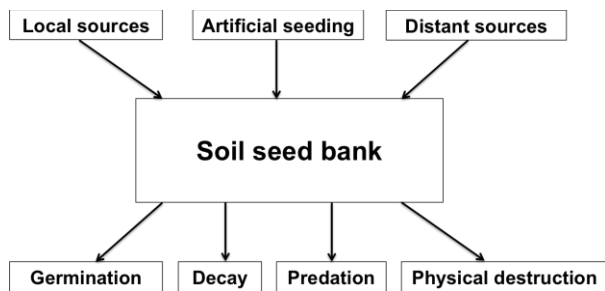 Local sources
Artificial seeding
Distant sources
Soil seed bank
Germination
Decay
Predation
Physical destruction